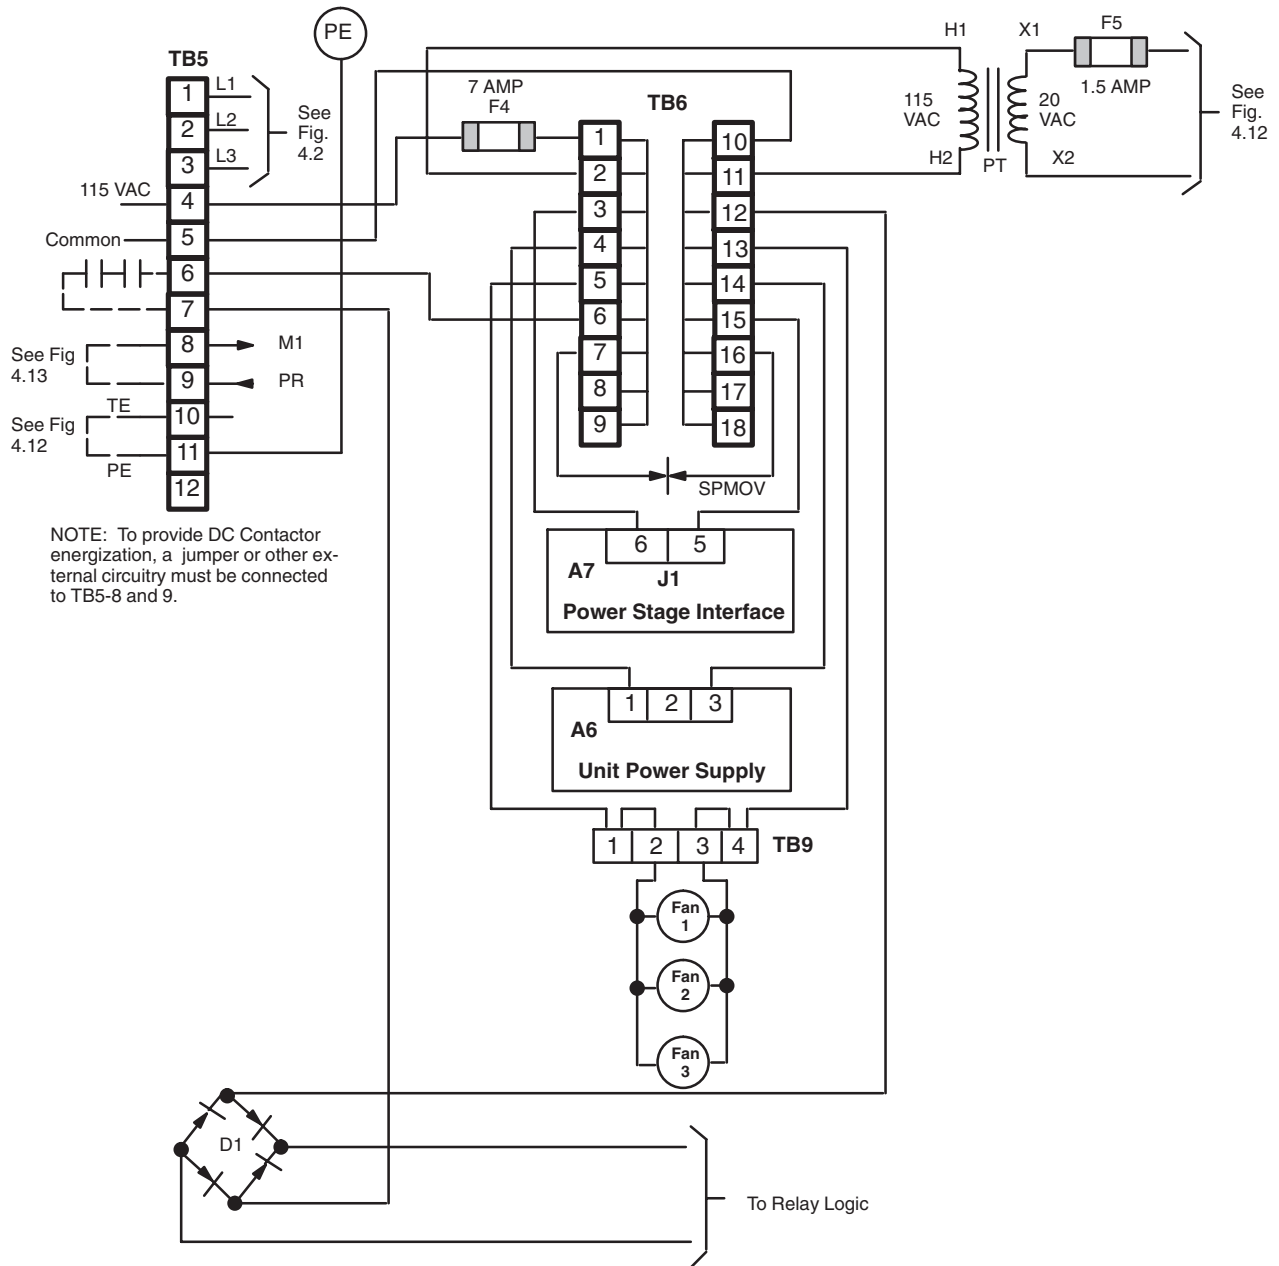 PE
TB5
1
2
3
4
5
6
7
8
9
10
11
12
L1
L2
L3
See
Fig.
4.2
115 VAC
Common
See Fig
4.13
M1
PR
TE
See Fig
4.12
PE
NOTE: To provide DC Contactor
energization, a jumper or other ex-
ternal circuitry must be connected
to TB5-8 and 9.
7 AMP
F4
TB6
1
2
3
4
5
6
7
8
9
10
11
12
13
14
15
16
17
18
SPMOV
H1
X1
F5
1.5 AMP
115
VAC
20
VAC
H2
PT
X2
See
Fig.
4.12
6
5
A7
J1
Power Stage Interface
1
2
3
A6
Unit Power Supply
1
2
3
4
TB9
Fan
1
Fan
2
Fan
3
D1
To Relay Logic